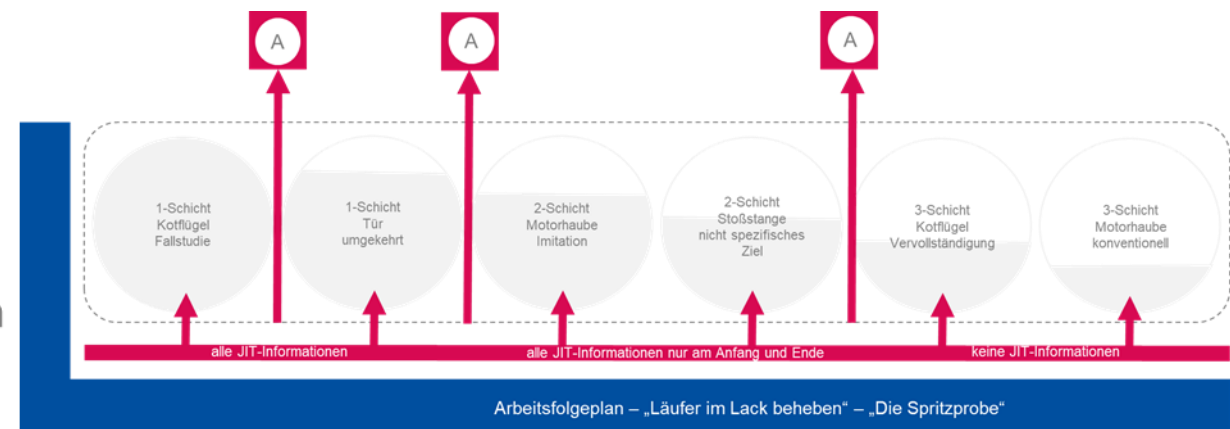 A
A
A
1-Schicht
Kotflügel
Fallstudie
1-Schicht
Tür
umgekehrt
2-Schicht
Motorhaube
Imitation
2-Schicht
Stoßstange
nicht spezifisches
Ziel
3-Schicht
Kotflügel
Vervollständigung
3-Schicht
Motorhaube
konventionell
alle JIT-Informationen
alle JIT-Informationen nur am Anfang und Ende
keine JIT-Informationen
Arbeitsfolgeplan – „Läufer im Lack beheben“ – „Die Spritzprobe“